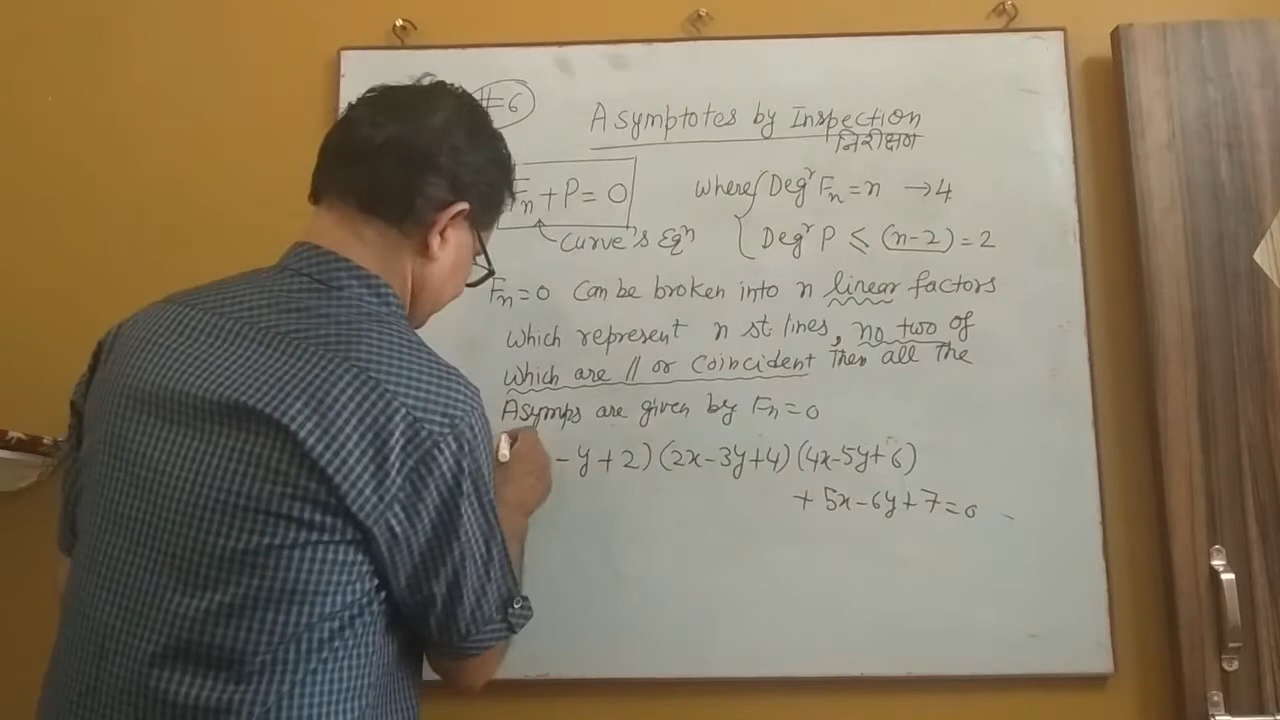 #6
Asymptotes by Inspection
निरीक्षण
Fn + P = 0 where Degr Fn = n → 4
Curve's Eqn Degr P ≤ (n-2) = 2
Fn = 0 can be broken into n linear factors
which represent n st. lines, no two of
which are // or coincident then all the
Asymps are given by Fn = 0
- y + 2) (2x - 3y + 4) (4x - 5y + 6)
+ 5x - 6y + 7 = 0